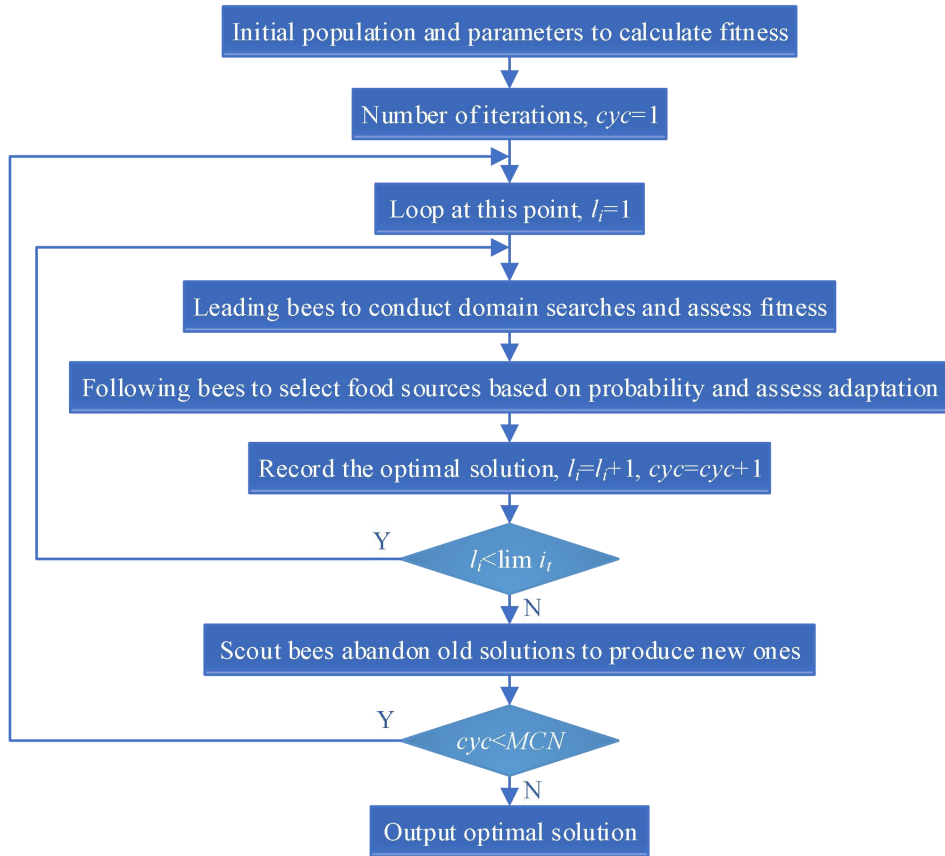 Initial population and parameters to calculate fitness
Number of iterations, cyc=1
Loop at this point, lᵢ=1
Leading bees to conduct domain searches and assess fitness
Following bees to select food sources based on probability and assess adaptation
Record the optimal solution, lᵢ=lᵢ+1, cyc=cyc+1
Y
lᵢ<lim iₜ
N
Scout bees abandon old solutions to produce new ones
Y
cyc<MCN
N
Output optimal solution